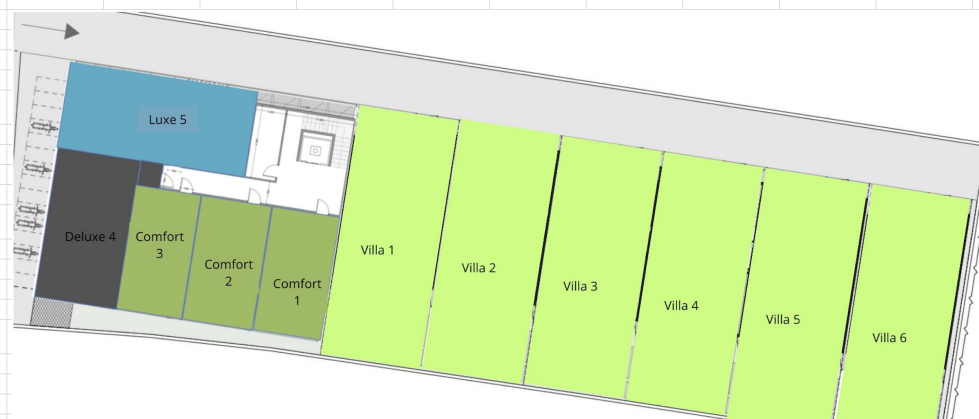 Luxe 5
Deluxe 4
Comfort
3
Comfort
2
Comfort
1
Villa 1
Villa 2
Villa 3
Villa 4
Villa 5
Villa 6